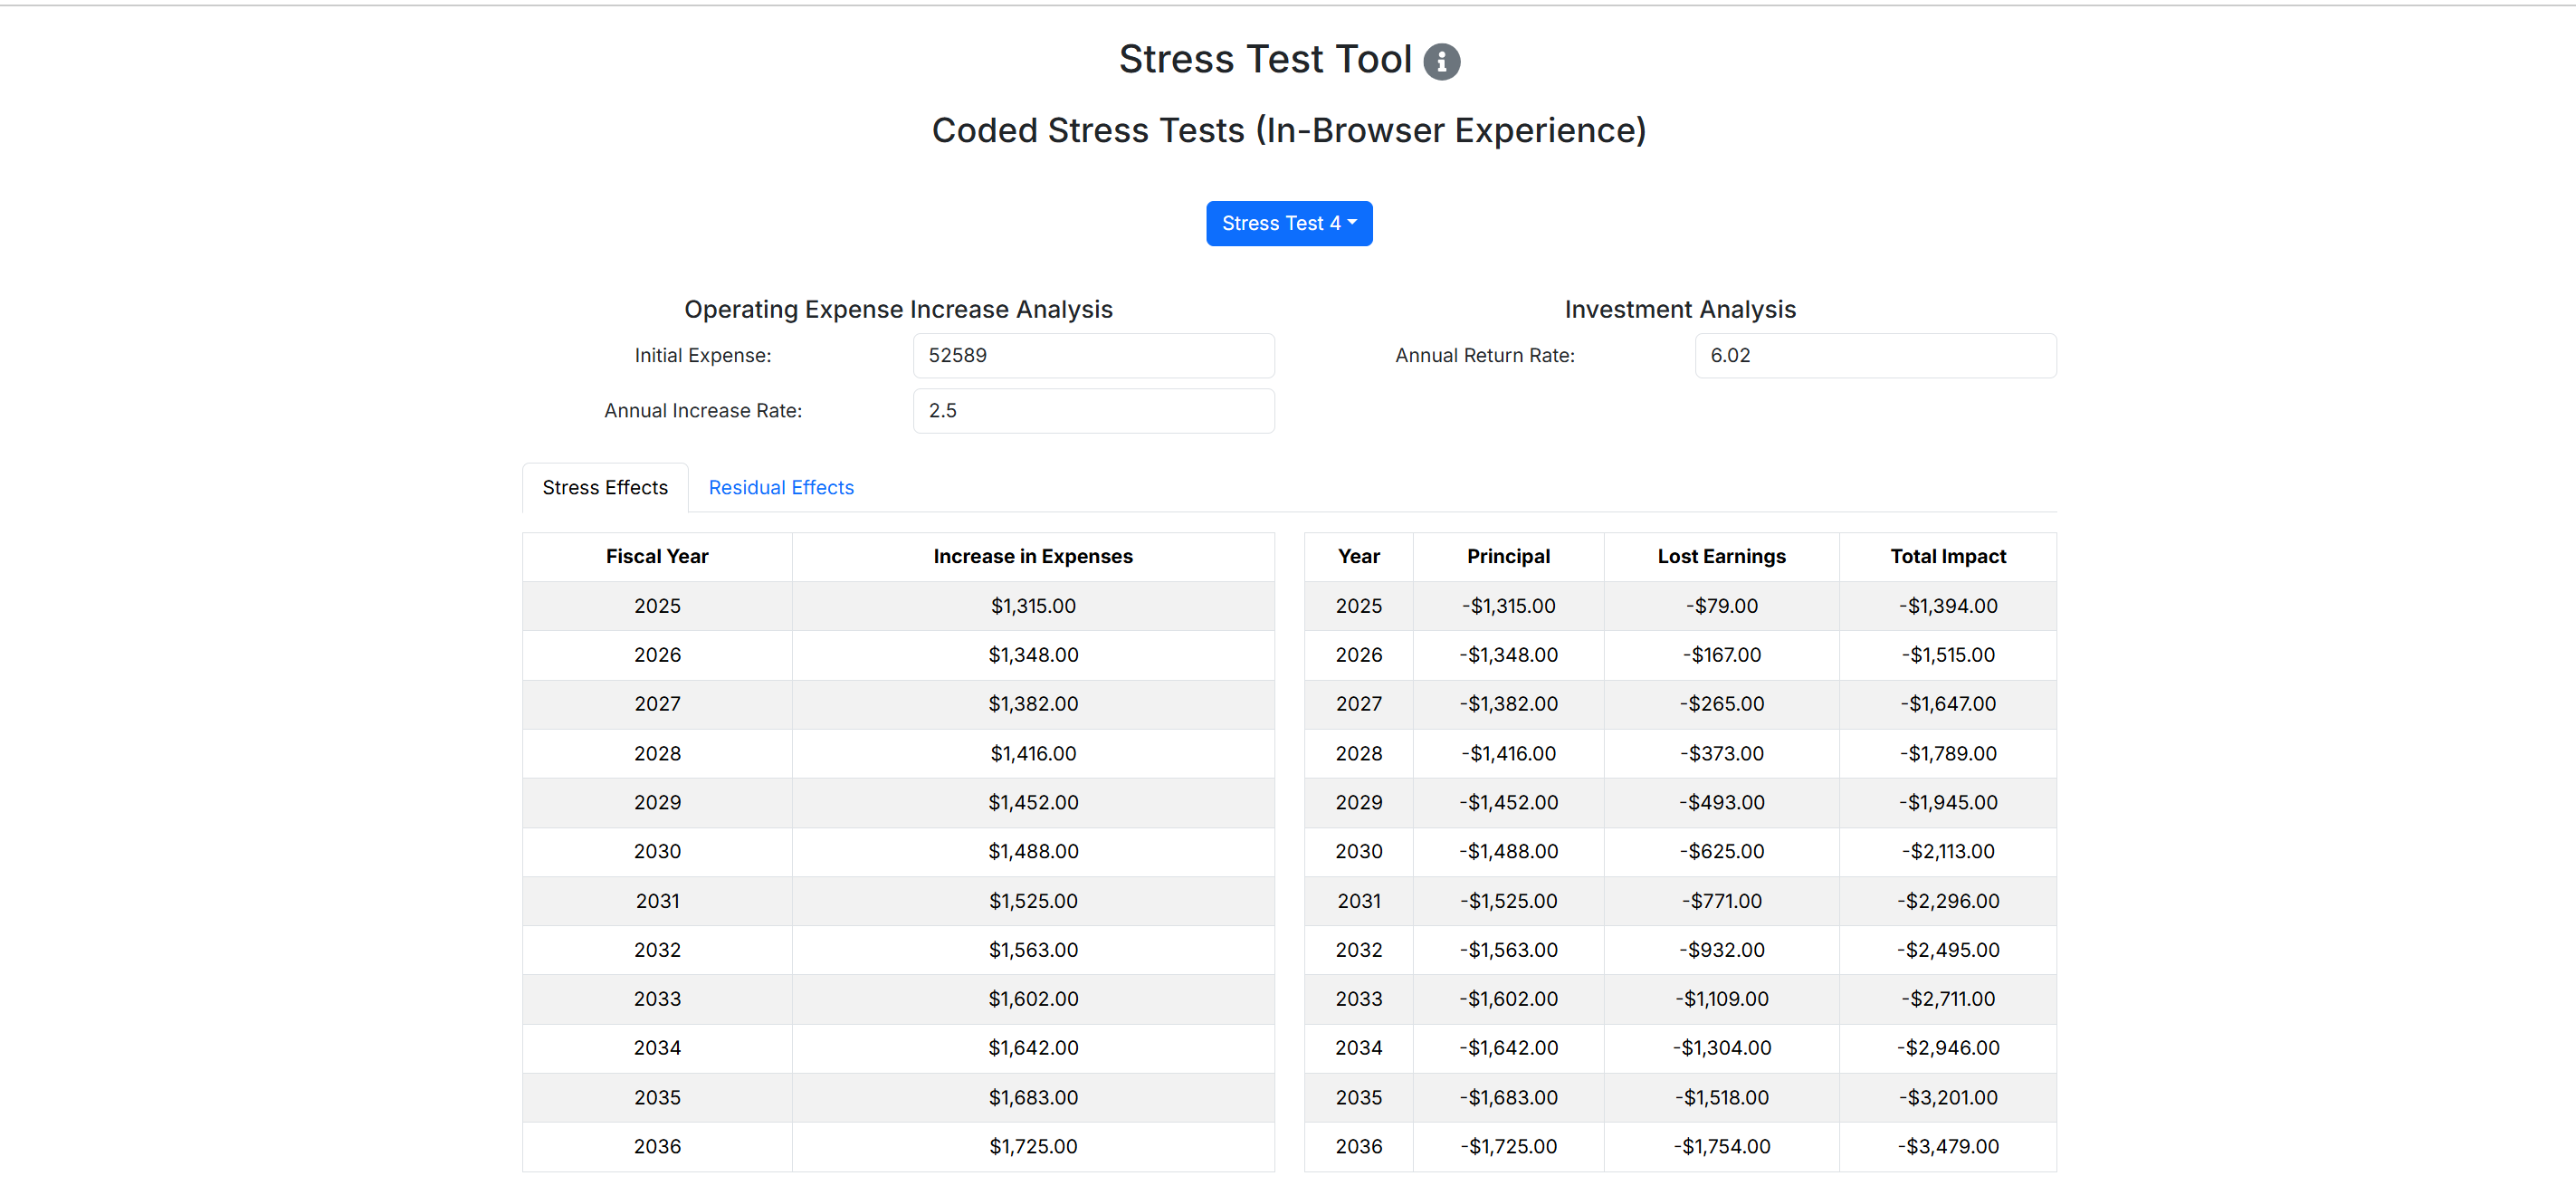 Stress Test Tool
Coded Stress Tests (In-Browser Experience)
Stress Test 4
Operating Expense Increase Analysis
Initial Expense: 52589
Annual Increase Rate: 2.5
Investment Analysis
Annual Return Rate: 6.02
Stress Effects Residual Effects
Fiscal Year Increase in Expenses
2025 $1,315.00
2026 $1,348.00
2027 $1,382.00
2028 $1,416.00
2029 $1,452.00
2030 $1,488.00
2031 $1,525.00
2032 $1,563.00
2033 $1,602.00
2034 $1,642.00
2035 $1,683.00
2036 $1,725.00
Year Principal Lost Earnings Total Impact
2025 -$1,315.00 -$79.00 -$1,394.00
2026 -$1,348.00 -$167.00 -$1,515.00
2027 -$1,382.00 -$265.00 -$1,647.00
2028 -$1,416.00 -$373.00 -$1,789.00
2029 -$1,452.00 -$493.00 -$1,945.00
2030 -$1,488.00 -$625.00 -$2,113.00
2031 -$1,525.00 -$771.00 -$2,296.00
2032 -$1,563.00 -$932.00 -$2,495.00
2033 -$1,602.00 -$1,109.00 -$2,711.00
2034 -$1,642.00 -$1,304.00 -$2,946.00
2035 -$1,683.00 -$1,518.00 -$3,201.00
2036 -$1,725.00 -$1,754.00 -$3,479.00